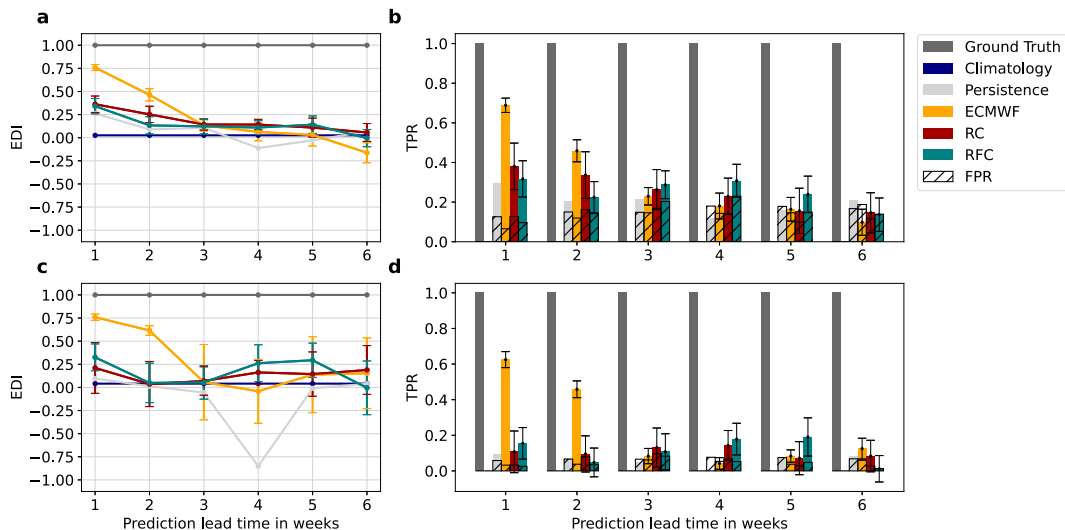 a
EDI
1.00
0.75
0.50
0.25
0.00
−0.25
−0.50
−0.75
−1.00
1 2 3 4 5 6
b
TPR
1.0
0.8
0.6
0.4
0.2
0.0
1 2 3 4 5 6
Ground Truth
Climatology
Persistence
ECMWF
RC
RFC
FPR
c
EDI
1.00
0.75
0.50
0.25
0.00
−0.25
−0.50
−0.75
−1.00
1 2 3 4 5 6
Prediction lead time in weeks
d
TPR
1.0
0.8
0.6
0.4
0.2
0.0
1 2 3 4 5 6
Prediction lead time in weeks